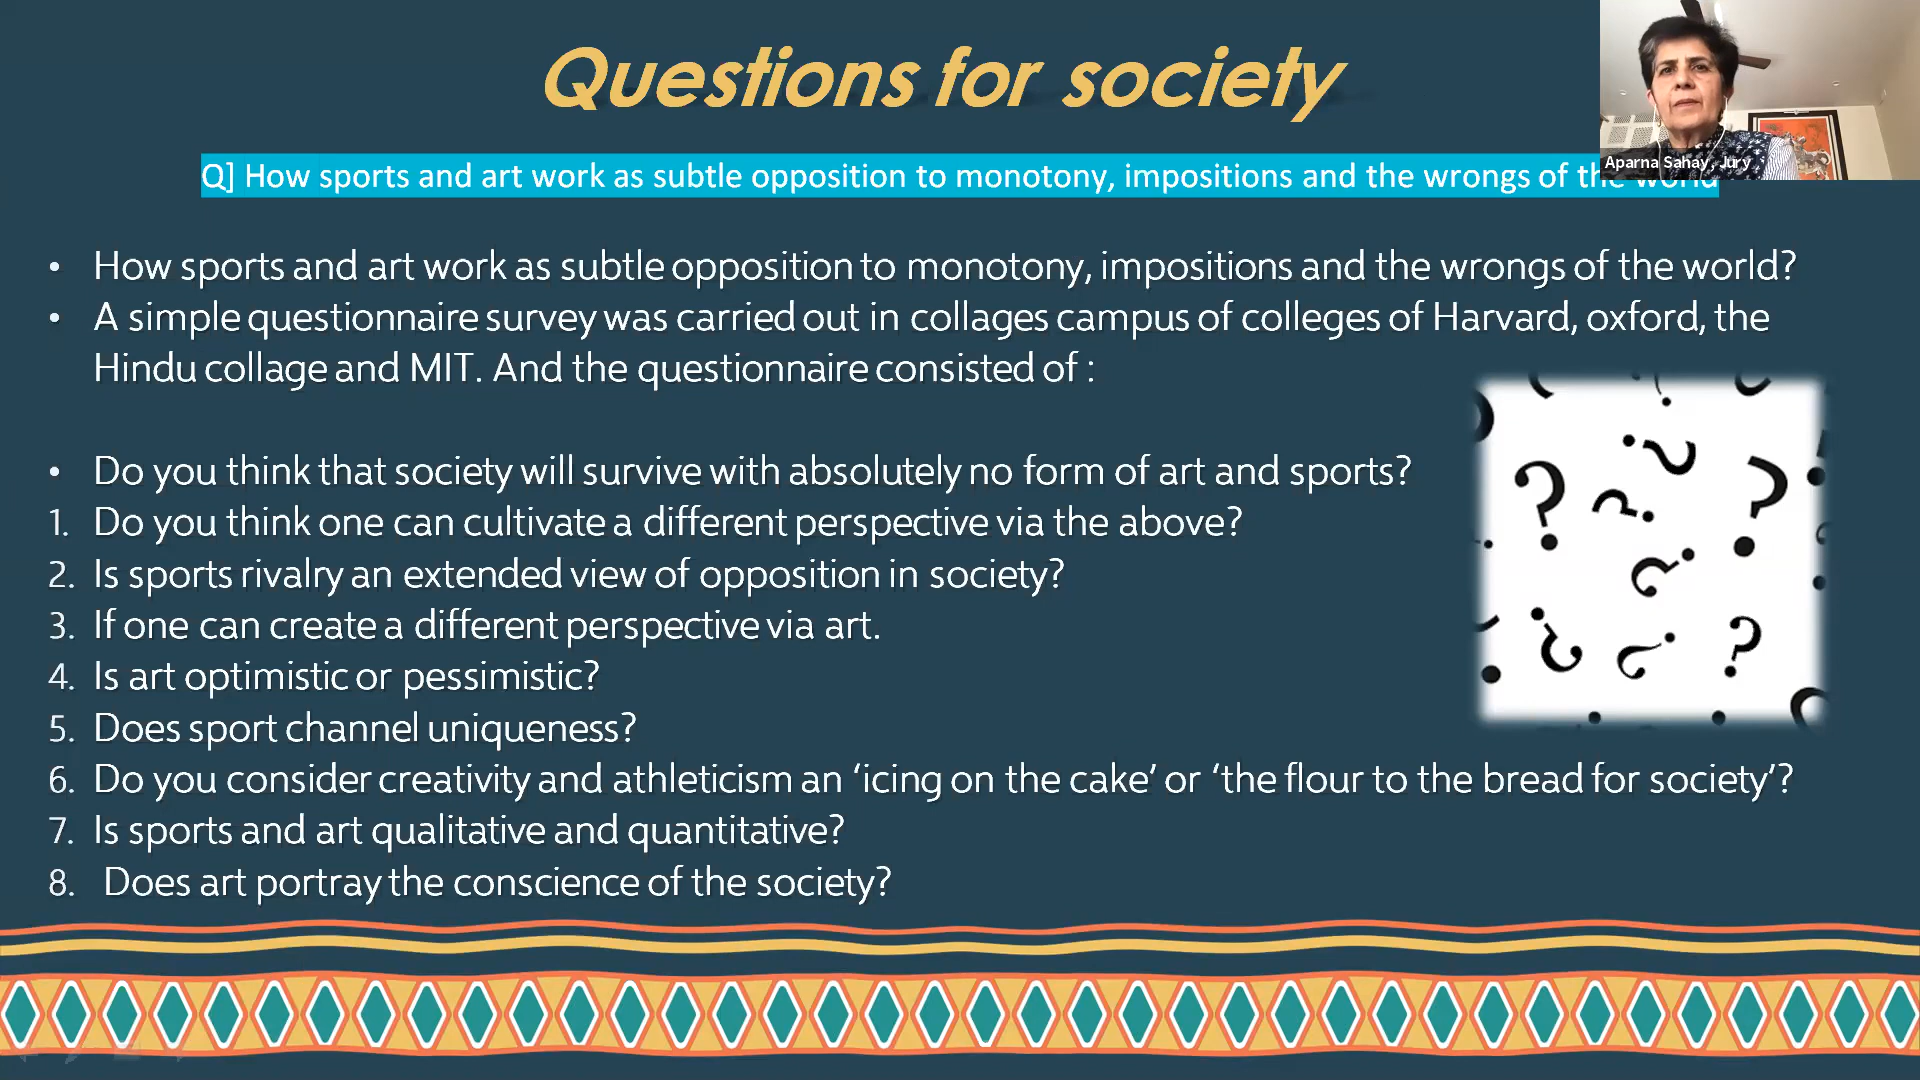 Questions for society
Aparna Sahay, Jury
Q] How sports and art work as subtle opposition to monotony, impositions and the wrongs of the world
• How sports and art work as subtle opposition to monotony, impositions and the wrongs of the world?
• A simple questionnaire survey was carried out in collages campus of colleges of Harvard, oxford, the
Hindu collage and MIT. And the questionnaire consisted of :
• Do you think that society will survive with absolutely no form of art and sports?
1. Do you think one can cultivate a different perspective via the above?
2. Is sports rivalry an extended view of opposition in society?
3. If one can create a different perspective via art.
4. Is art optimistic or pessimistic?
5. Does sport channel uniqueness?
6. Do you consider creativity and athleticism an ‘icing on the cake’ or ‘the flour to the bread for society’?
7. Is sports and art qualitative and quantitative?
8. Does art portray the conscience of the society?